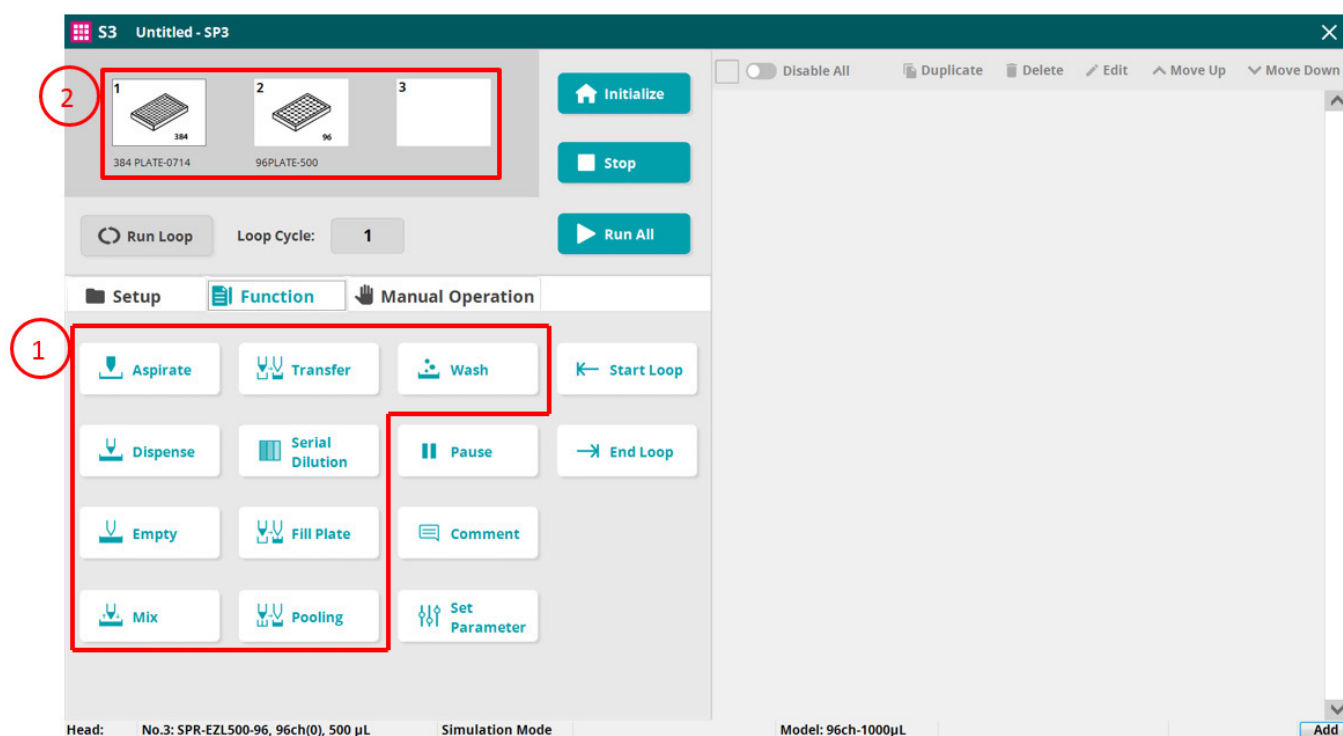 S3 Untitled - SP3
Disable All Duplicate Delete Edit Move Up Move Down
2
1 2 3
384 96
384 PLATE-0714 96PLATE-500
Initialize
Stop
Run Loop Loop Cycle: 1 Run All
Setup Function Manual Operation
1
Aspirate Transfer Wash Start Loop
Dispense Serial Dilution Pause End Loop
Empty Fill Plate Comment
Mix Pooling Set Parameter
Head: No.3: SPR-EZL500-96, 96ch(0), 500 µL Simulation Mode Model: 96ch-1000µL Add